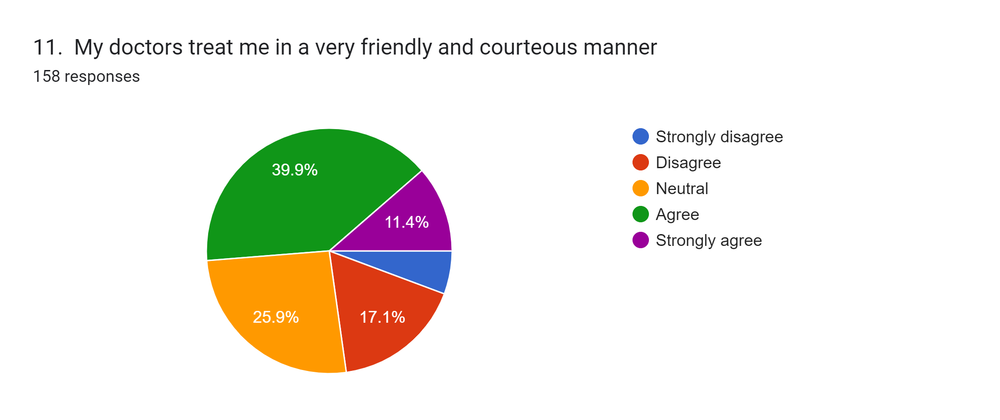 11. My doctors treat me in a very friendly and courteous manner
158 responses
39.9%
11.4%
25.9%
17.1%
Strongly disagree
Disagree
Neutral
Agree
Strongly agree